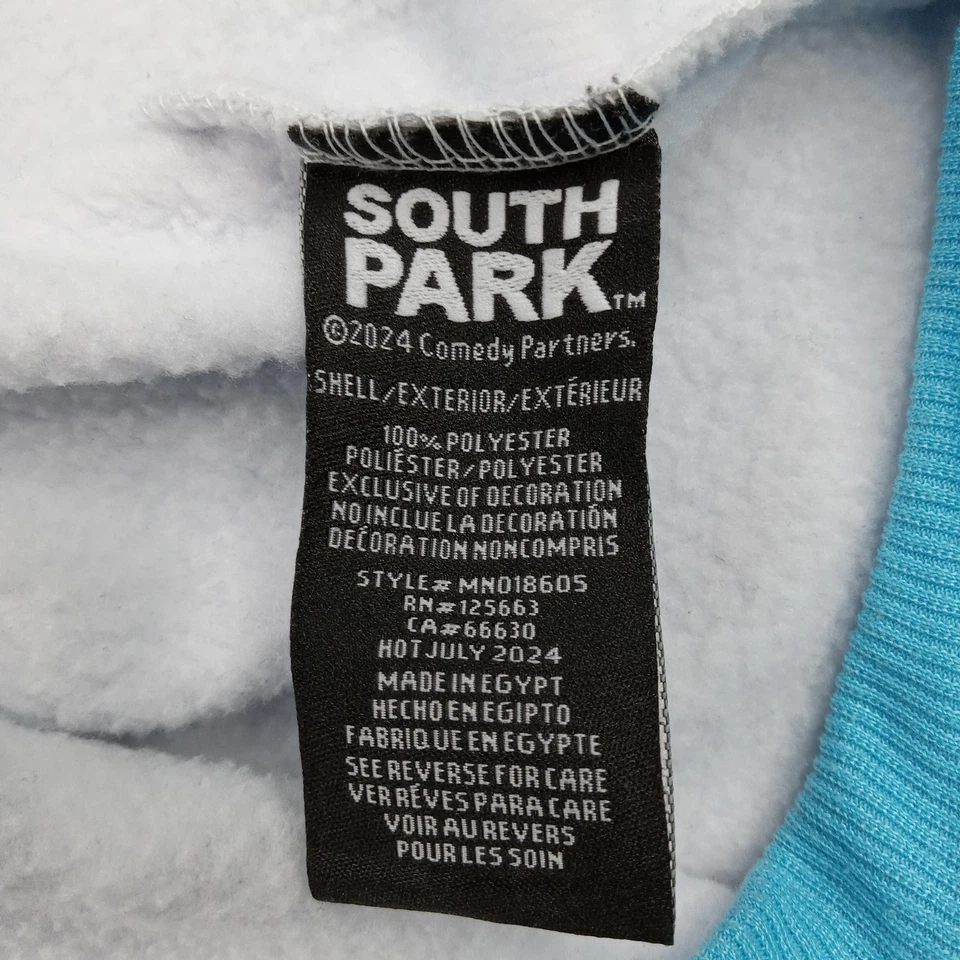 SOUTH
PARK™
©2024 Comedy Partners.
SHELL/EXTERIOR/EXTÉRIEUR
100% POLYESTER
POLIÉSTER/POLYESTER
EXCLUSIVE OF DECORATION
NO INCLUE LA DECORATIÓN
DÉCORATION NON COMPRIS
STYLE# MN018605
RN#125663
CA#66630
HOT JULY 2024
MADE IN EGYPT
HECHO EN EGIPTO
FABRIQUE EN EGYPTE
SEE REVERSE FOR CARE
VER RÉVES PARA CARE
VOIR AU REVERS
POUR LES SOIN